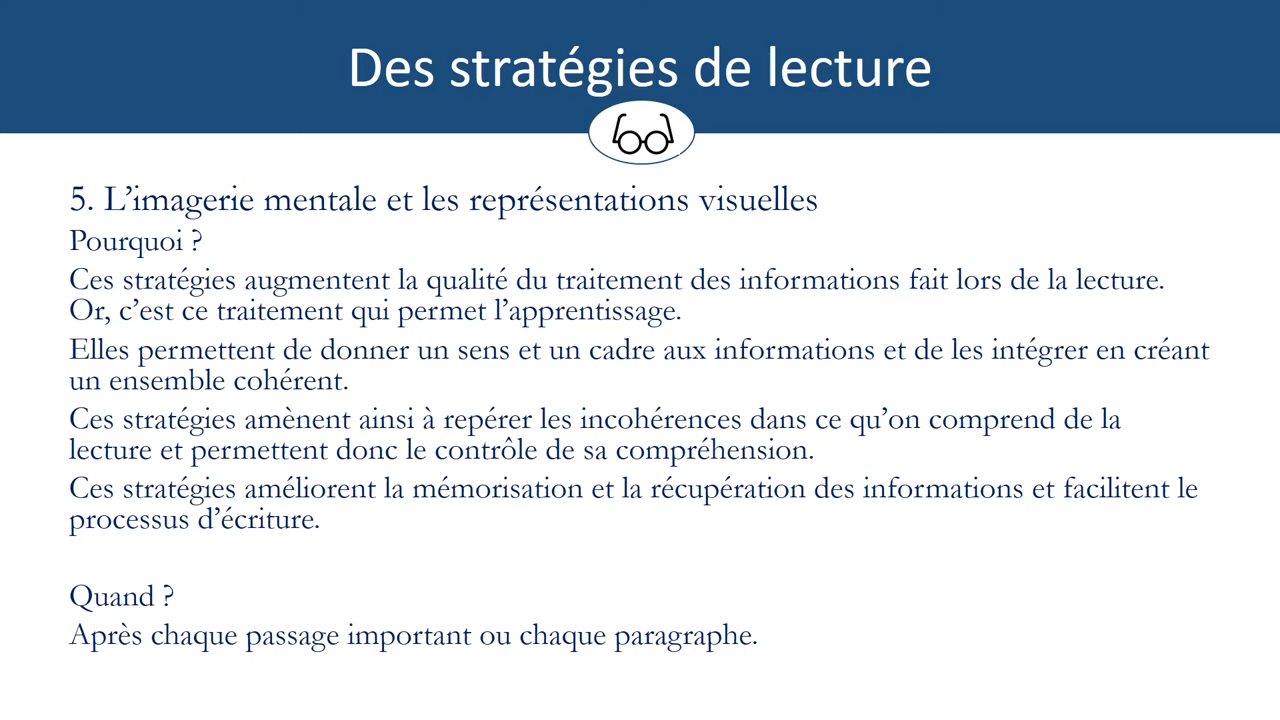 Des stratégies de lecture
5. L’imagerie mentale et les représentations visuelles
Pourquoi ?
Ces stratégies augmentent la qualité du traitement des informations fait lors de la lecture.
Or, c’est ce traitement qui permet l’apprentissage.
Elles permettent de donner un sens et un cadre aux informations et de les intégrer en créant
un ensemble cohérent.
Ces stratégies amènent ainsi à repérer les incohérences dans ce qu’on comprend de la
lecture et permettent donc le contrôle de sa compréhension.
Ces stratégies améliorent la mémorisation et la récupération des informations et facilitent le
processus d’écriture.
Quand ?
Après chaque passage important ou chaque paragraphe.